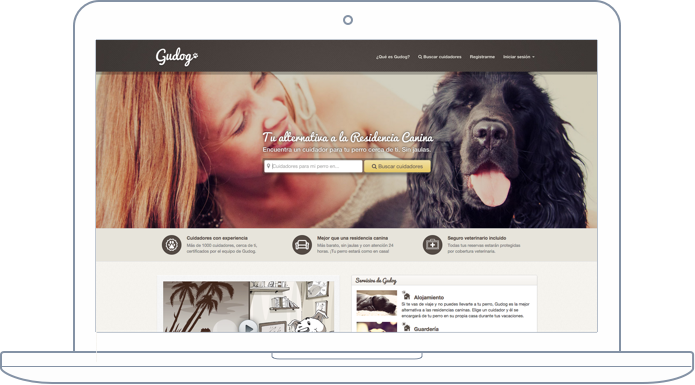 Gudog
¿Qué es Gudog? Buscar cuidadores Registrarme Iniciar sesión
Tu alternativa a la Residencia Canina
Encuentra un cuidador para tu perro cerca de ti. Sin jaulas.
Cuidadores para mi perro en... Buscar cuidadores
Cuidadores con experiencia
Más de 1000 cuidadores, cerca de ti,
certificados por el equipo de Gudog.
Mejor que una residencia canina
Más barato, sin jaulas y con atención 24
horas. ¡Tu perro estará como en casa!
Seguro veterinario incluido
Todas tus reservas estarán protegidas
por cobertura veterinaria.
Servicios de Gudog
Alojamiento
Si te vas de viaje y no puedes llevarte a tu perro, Gudog es la mejor
alternativa a las residencias caninas. Elige un cuidador y él se
encargará de tu perro en su propia casa durante tus vacaciones
Guardería